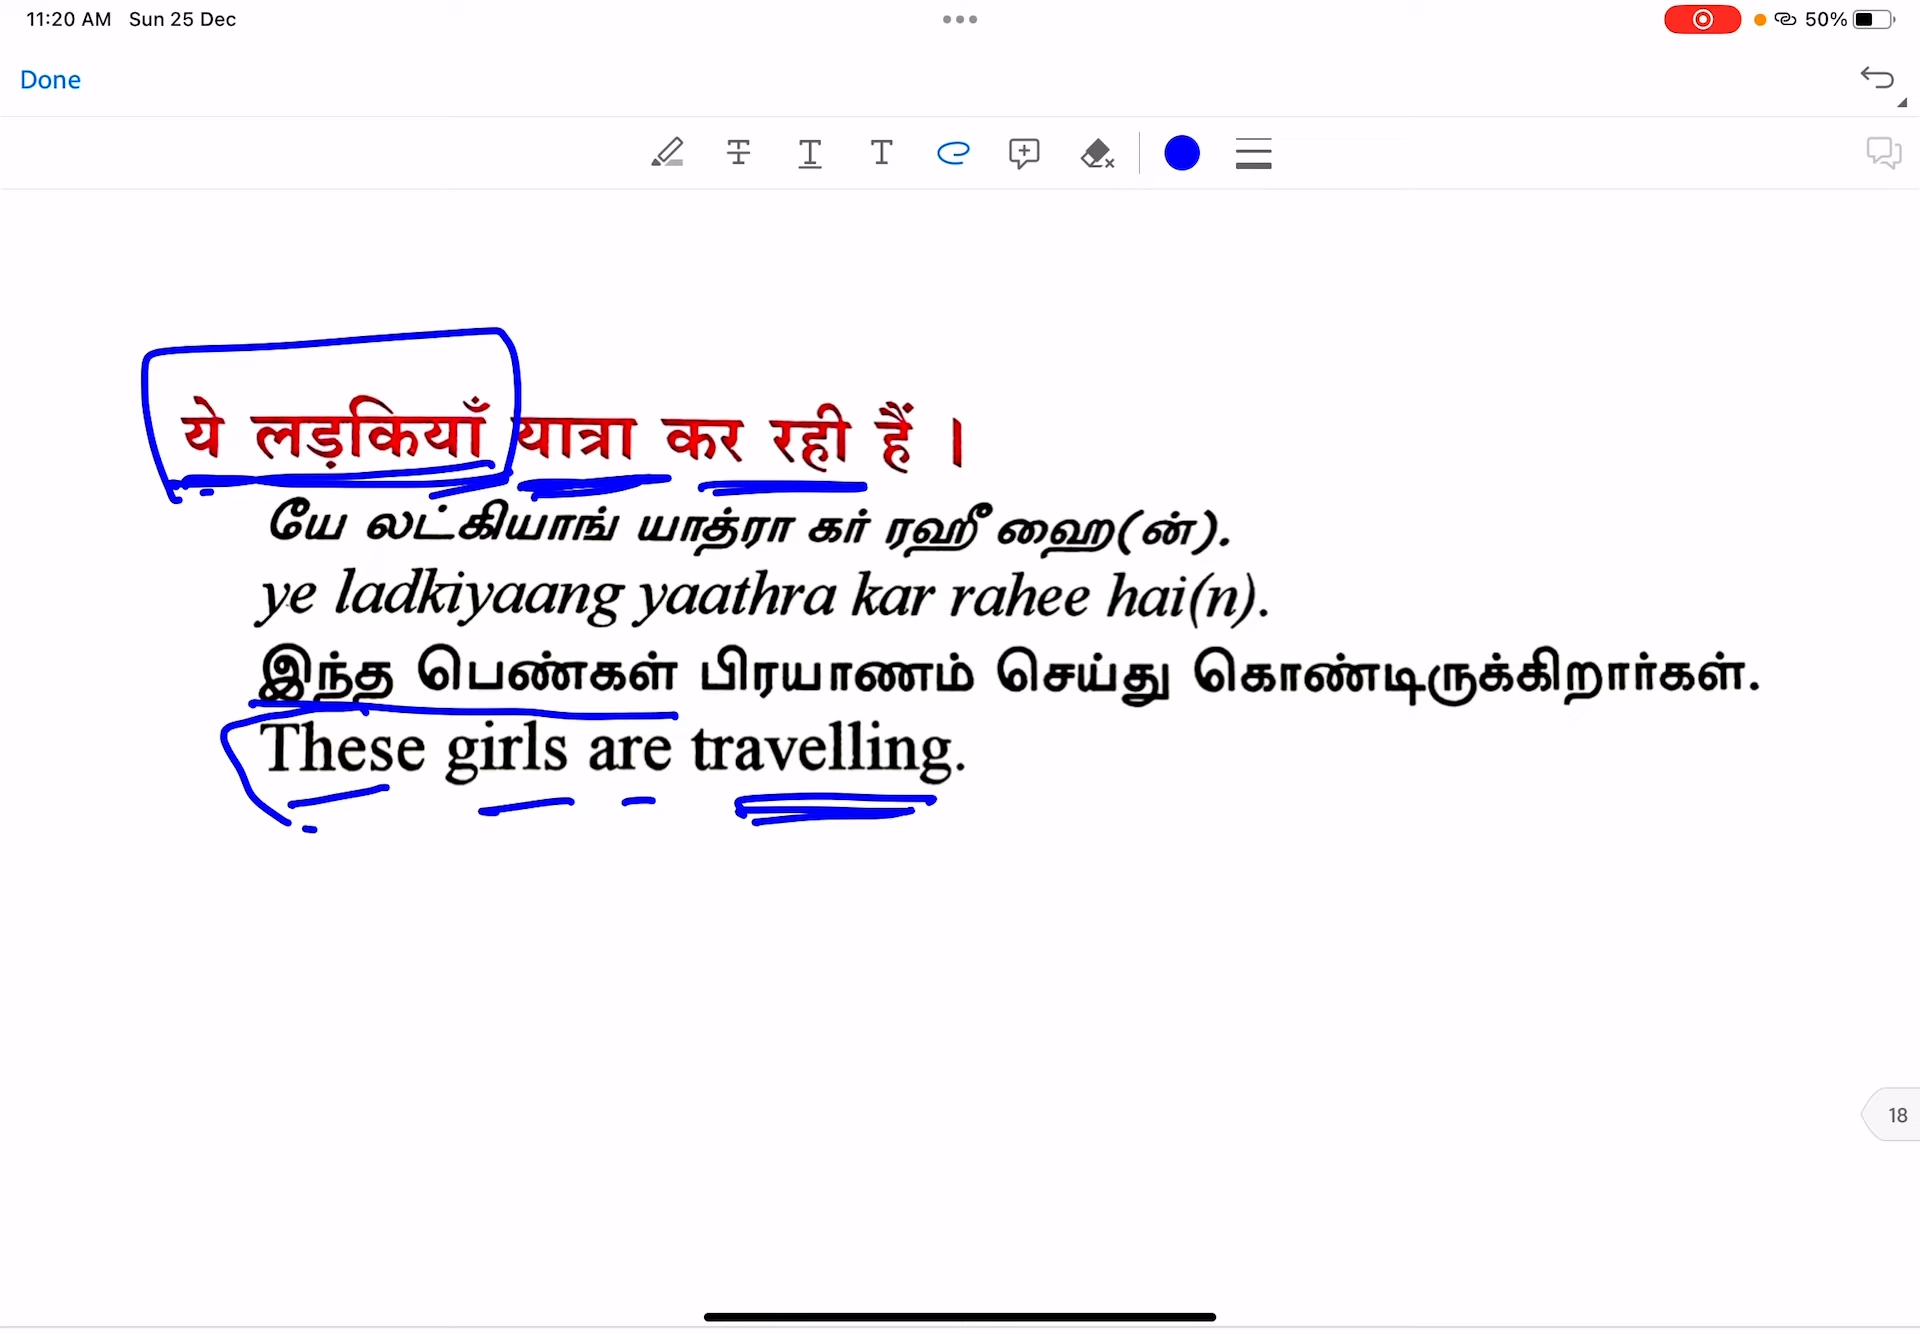 11:20 AM Sun 25 Dec 50%
Done
ये लड़कियाँ यात्रा कर रही हैं ।
யே லட்கியாங் யாத்ரா கர் ரஹீ ஹை(ன்).
ye ladkiyaang yaathra kar rahee hai(n).
இந்த பெண்கள் பிரயாணம் செய்து கொண்டிருக்கிறார்கள்.
These girls are travelling.
18